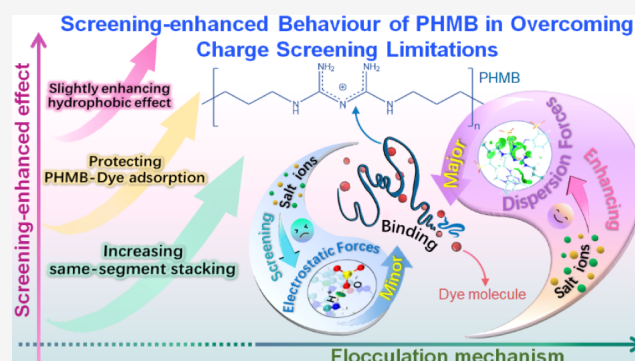 Screening-enhanced Behaviour of PHMB in Overcoming
Charge Screening Limitations
Screening-enhanced effect
Slightly enhancing
hydrophobic effect
Protecting
PHMB-Dye adsorption
Increasing
same-segment stacking
NH₂
NH₂
⊕
N
H
N
N
H
n
PHMB
Salt ions
Screening
Electrostatic Forces
Minor
H⁺
O
Binding
Major
Dispersion Forces
Enhancing
Salt ions
Dye molecule
Flocculation mechanism